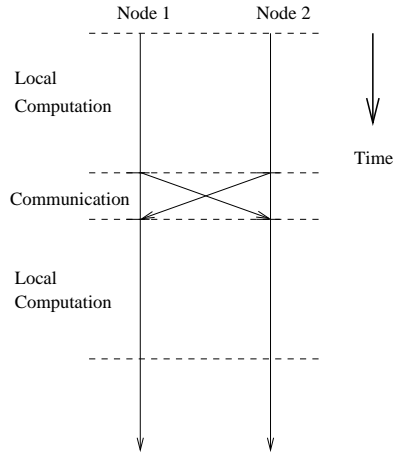 Node 1
Node 2
Local
Computation
Time
Communication
Local
Computation